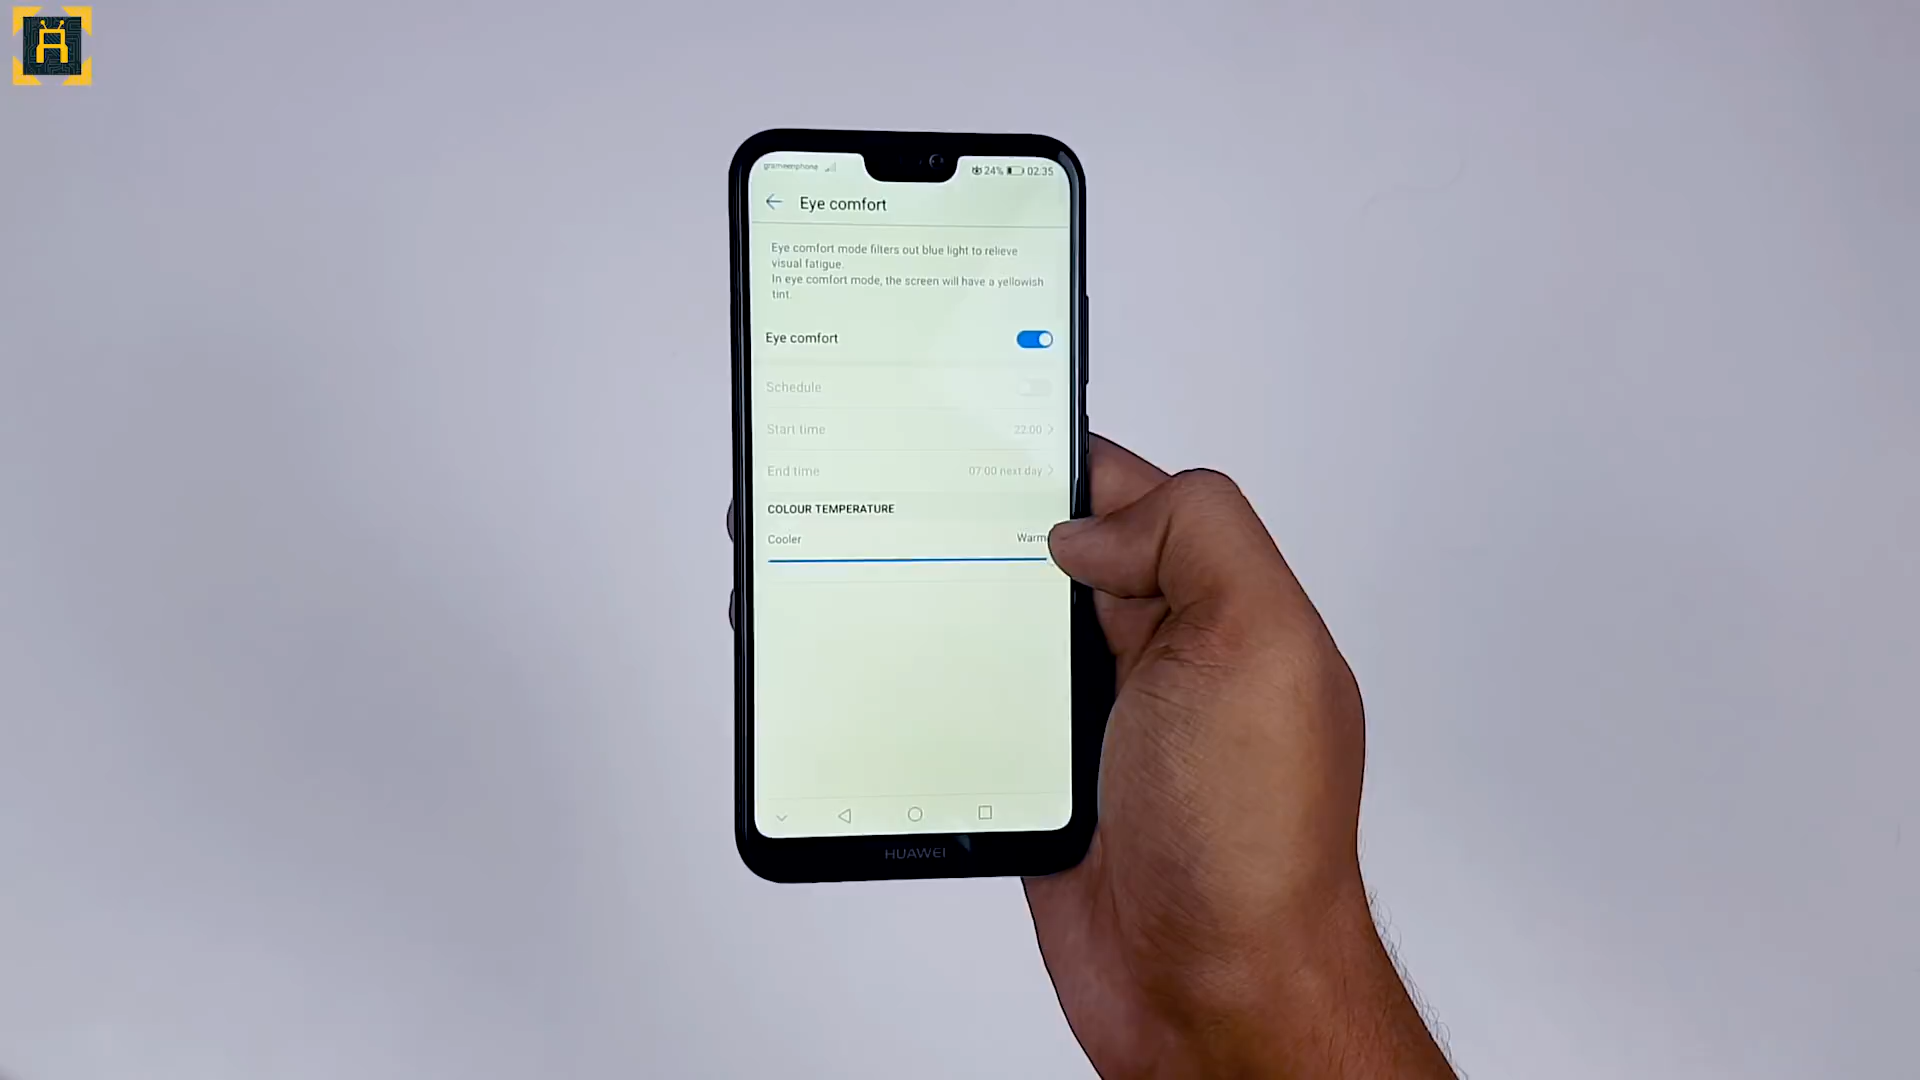 grameenphone
24% 02:35
Eye comfort
Eye comfort mode filters out blue light to relieve
visual fatigue.
In eye comfort mode, the screen will have a yellowish
tint.
Eye comfort
Schedule
Start time 22:00
End time 07:00 next day
COLOUR TEMPERATURE
Cooler Warm
HUAWEI